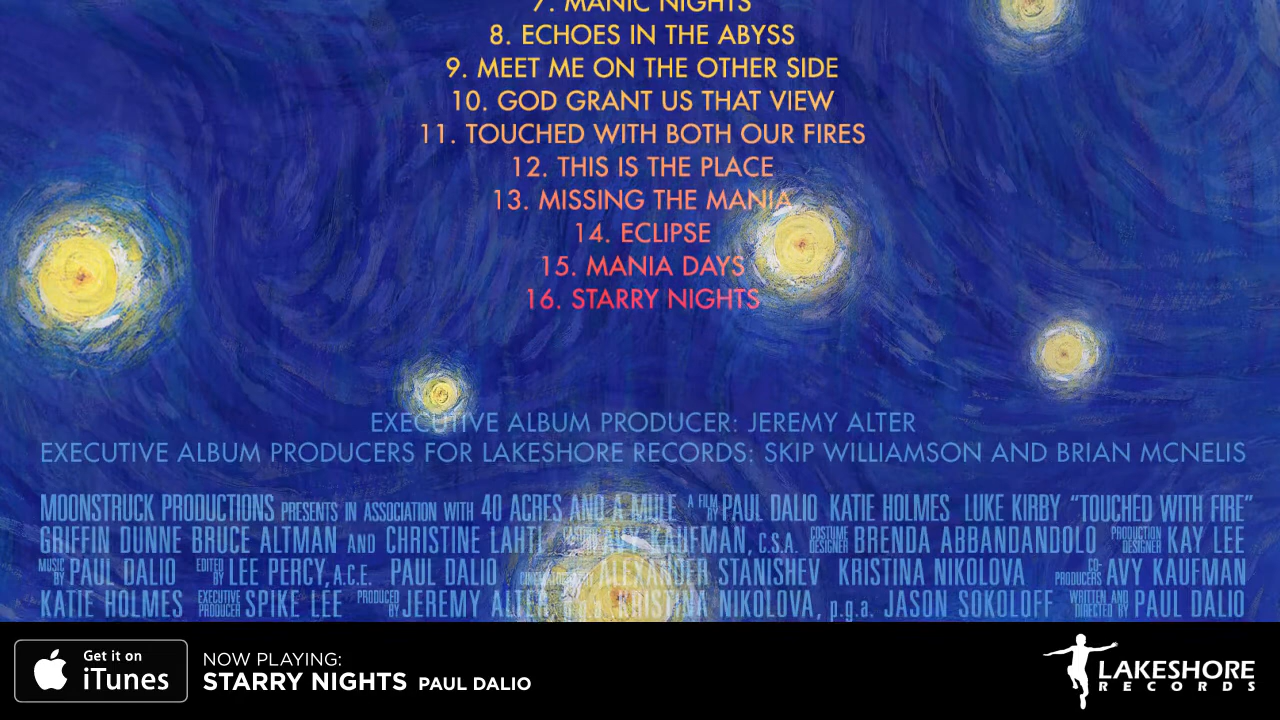 7. MANIC NIGHTS
8. ECHOES IN THE ABYSS
9. MEET ME ON THE OTHER SIDE
10. GOD GRANT US THAT VIEW
11. TOUCHED WITH BOTH OUR FIRES
12. THIS IS THE PLACE
13. MISSING THE MANIA
14. ECLIPSE
15. MANIA DAYS
16. STARRY NIGHTS
EXECUTIVE ALBUM PRODUCER: JEREMY ALTER
EXECUTIVE ALBUM PRODUCERS FOR LAKESHORE RECORDS: SKIP WILLIAMSON AND BRIAN MCNELIS
MOONSTRUCK PRODUCTIONS PRESENTS IN ASSOCIATION WITH 40 ACRES AND A MULE A FILM BY PAUL DALIO KATIE HOLMES LUKE KIRBY "TOUCHED WITH FIRE"
GRIFFIN DUNNE BRUCE ALTMAN AND CHRISTINE LAHTI KAUFMAN, C.S.A. COSTUME DESIGNER BRENDA ABBANDANDOLO PRODUCTION DESIGNER KAY LEE
MUSIC BY PAUL DALIO EDITED BY LEE PERCY, A.C.E. PAUL DALIO ALEXANDER STANISHEV KRISTINA NIKOLOVA CO-PRODUCERS AVY KAUFMAN
KATIE HOLMES EXECUTIVE PRODUCER SPIKE LEE PRODUCED BY JEREMY ALTER p.g.a. KRISTINA NIKOLOVA, p.g.a. JASON SOKOLOFF WRITTEN AND DIRECTED BY PAUL DALIO
Get it on
iTunes
NOW PLAYING:
STARRY NIGHTS PAUL DALIO
LAKESHORE
RECORDS